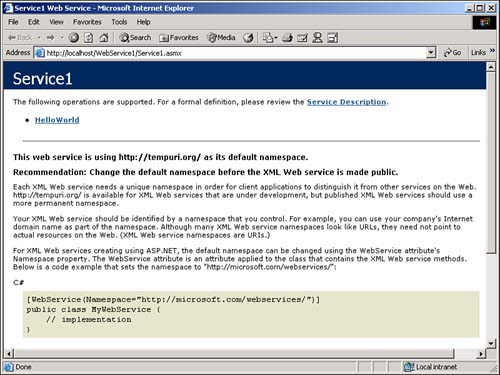 Service1 Web Service - Microsoft Internet Explorer
File Edit View Favorites Tools Help
Back Search Favorites Media
Address http://localhost/WebService1/Service1.asmx Go Links »
Service1
The following operations are supported. For a formal definition, please review the Service Description.
• HelloWorld
This web service is using http://tempuri.org/ as its default namespace.
Recommendation: Change the default namespace before the XML Web service is made public.
Each XML Web service needs a unique namespace in order for client applications to distinguish it from other services on the Web.
http://tempuri.org/ is available for XML Web services that are under development, but published XML Web services should use a
more permanent namespace.
Your XML Web service should be identified by a namespace that you control. For example, you can use your company's Internet
domain name as part of the namespace. Although many XML Web service namespaces look like URLs, they need not point to
actual resources on the Web. (XML Web service namespaces are URIs.)
For XML Web services creating using ASP.NET, the default namespace can be changed using the WebService attribute's
Namespace property. The WebService attribute is an attribute applied to the class that contains the XML Web service methods.
Below is a code example that sets the namespace to "http://microsoft.com/webservices/":
C#
[WebService(Namespace="http://microsoft.com/webservices/")]
public class MyWebService {
// implementation
}
Done Local intranet